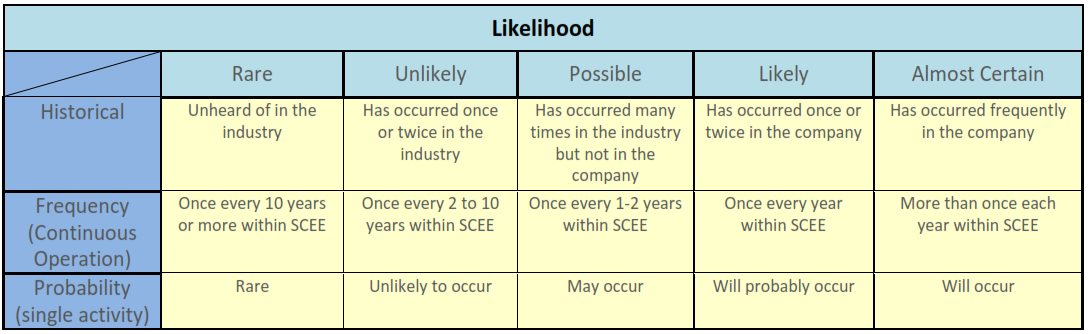 Likelihood
Rare
Unlikely
Possible
Likely
Almost Certain
Historical
Unheard of in the
industry
Has occurred once
or twice in the
industry
Has occurred many
times in the industry
but not in the
company
Has occurred once or
twice in the company
Has occurred frequently
in the company
Frequency
(Continuous
Operation)
Once every 10 years
or more within SCEE
Once every 2 to 10
years within SCEE
Once every 1-2 years
within SCEE
Once every year
within SCEE
More than once each
year within SCEE
Probability
(single activity)
Rare
Unlikely to occur
May occur
Will probably occur
Will occur